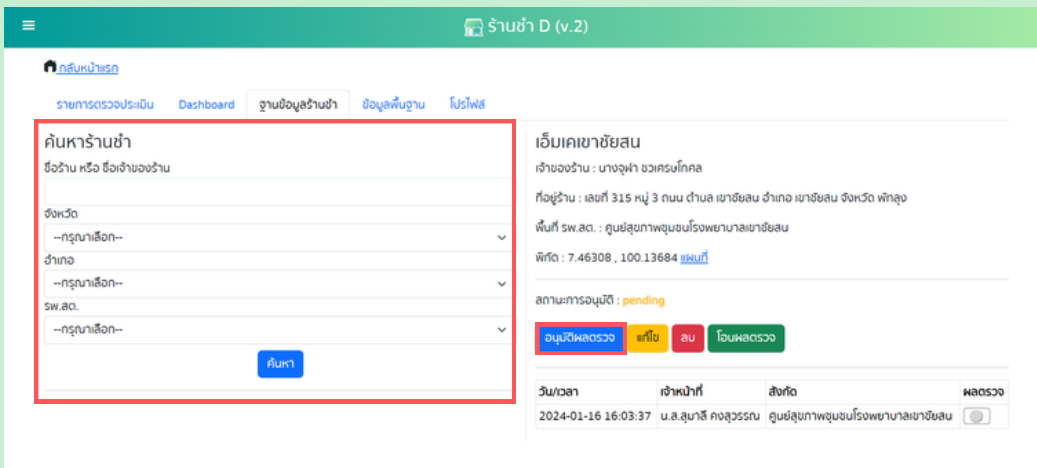 ร้านชำ D (v.2)
กลับหน้าแรก
รายการตรวจประเมิน Dashboard ฐานข้อมูลร้านชำ ข้อมูลพื้นฐาน โปรไฟล์
ค้นหาร้านชำ
ชื่อร้าน หรือ ชื่อเจ้าของร้าน
จังหวัด
--กรุณาเลือก--
อำเภอ
--กรุณาเลือก--
รพ.สต.
--กรุณาเลือก--
ค้นหา
เอ็มเคเขาชัยสน
เจ้าของร้าน : นางจุฬา ชวเศรษโกศล
ที่อยู่ร้าน : เลขที่ 315 หมู่ 3 ถนน ตำบล เขาชัยสน อำเภอ เขาชัยสน จังหวัด พัทลุง
พื้นที่ รพ.สต. : ศูนย์สุขภาพชุมชนโรงพยาบาลเขาชัยสน
พิกัด : 7.46308 , 100.13684 แผนที่
สถานะการอนุมัติ : pending
อนุมัติผลตรวจ แก้ไข ลบ โอนผลตรวจ
วัน/เวลา เจ้าหน้าที่ สังกัด ผลตรวจ
2024-01-16 16:03:37 น.ส.สุมาลี คงสุวรรณ ศูนย์สุขภาพชุมชนโรงพยาบาลเขาชัยสน